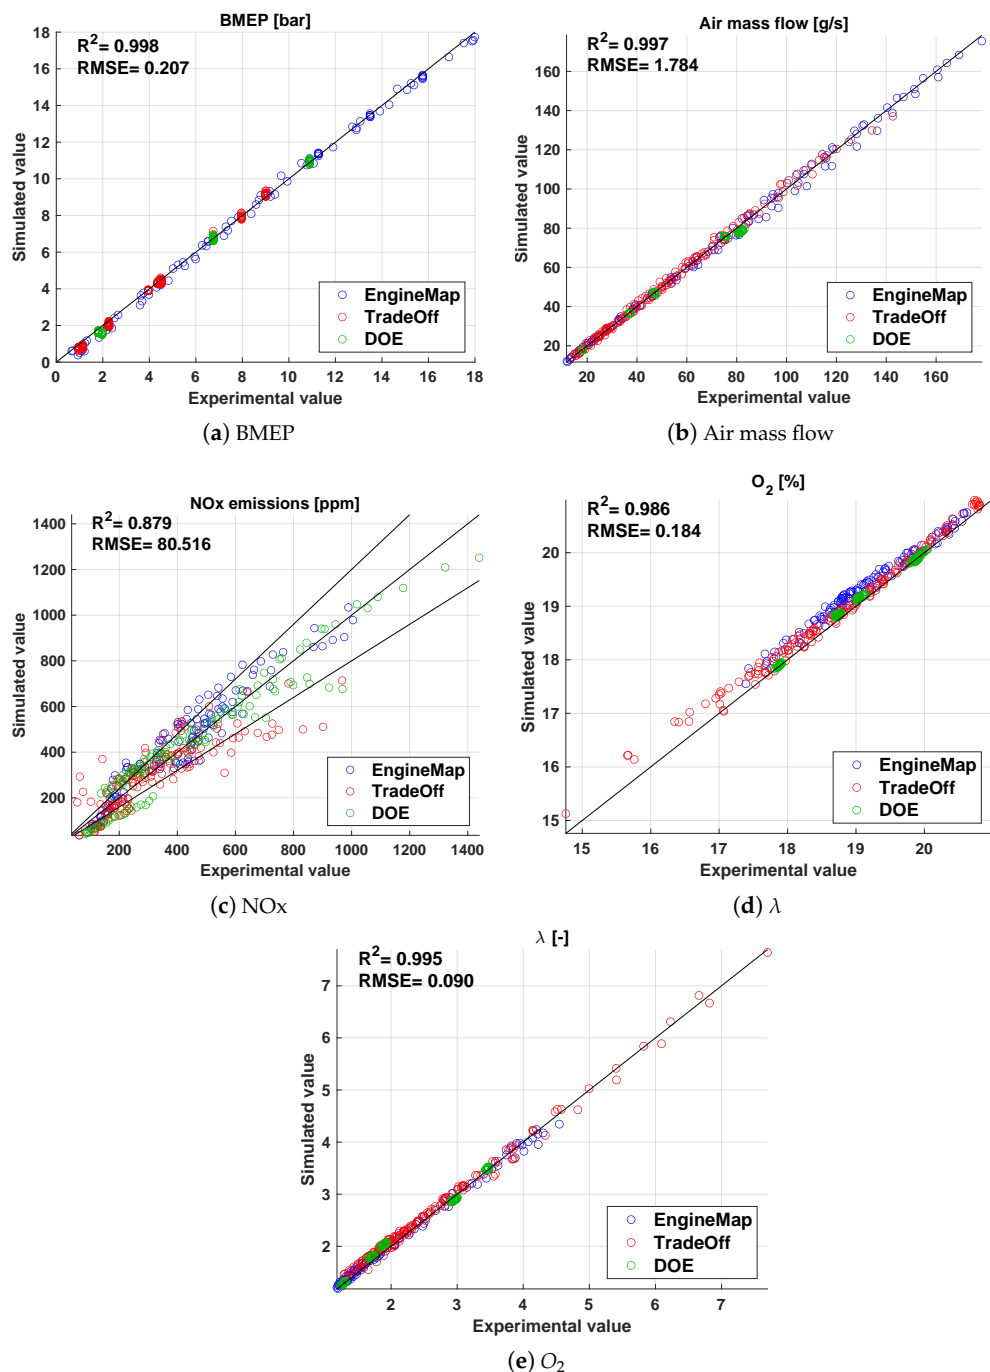 BMEP [bar]
R2= 0.998
RMSE= 0.207
Simulated value
18
16
14
12
10
8
6
4
2
0
EngineMap
TradeOff
DOE
0 2 4 6 8 10 12 14 16 18
Experimental value
(a) BMEP
Air mass flow [g/s]
R2= 0.997
RMSE= 1.784
Simulated value
160
140
120
100
80
60
40
20
EngineMap
TradeOff
DOE
20 40 60 80 100 120 140 160
Experimental value
(b) Air mass flow
NOx emissions [ppm]
R2= 0.879
RMSE= 80.516
Simulated value
1400
1200
1000
800
600
400
200
EngineMap
TradeOff
DOE
200 400 600 800 1000 1200 1400
Experimental value
(c) NOx
O2 [%]
R2= 0.986
RMSE= 0.184
Simulated value
20
19
18
17
16
15
EngineMap
TradeOff
DOE
15 16 17 18 19 20
Experimental value
(d) λ
λ [-]
R2= 0.995
RMSE= 0.090
Simulated value
7
6
5
4
3
2
EngineMap
TradeOff
DOE
2 3 4 5 6 7
Experimental value
(e) O2